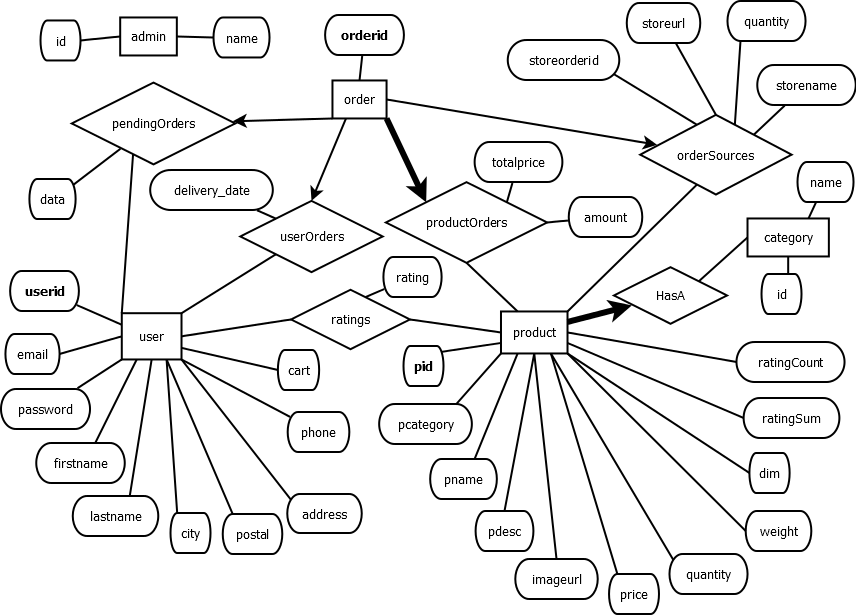 storeurl
quantity
orderid
id
admin
name
storeorderid
storename
order
pendingOrders
orderSources
totalprice
name
data
delivery_date
productOrders
amount
userOrders
category
rating
userid
HasA
id
ratings
user
product
email
cart
pid
ratingCount
password
pcategory
ratingSum
phone
firstname
pname
dim
lastname
address
city
postal
pdesc
weight
imageurl
price
quantity